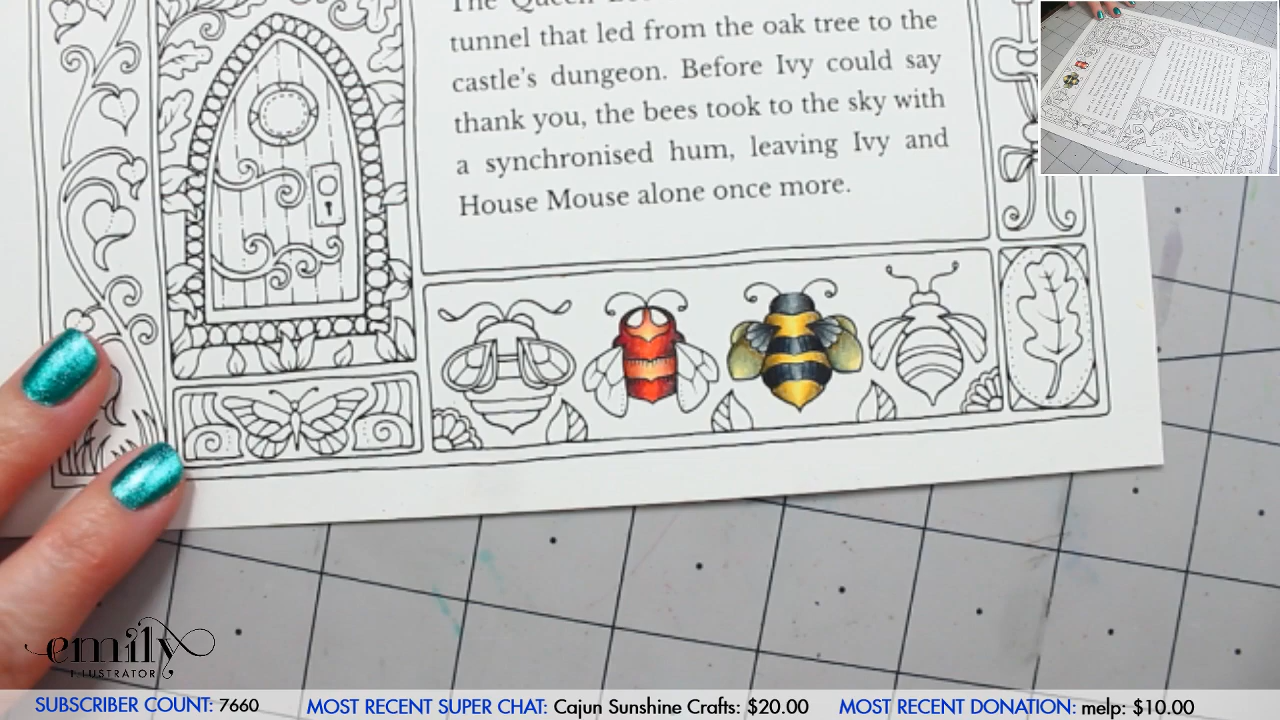 The Queen
tunnel that led from the oak tree to the
castle's dungeon. Before Ivy could say
thank you, the bees took to the sky with
a synchronised hum, leaving Ivy and
House Mouse alone once more.
emily
ILLUSTRATOR
SUBSCRIBER COUNT: 7660 MOST RECENT SUPER CHAT: Cajun Sunshine Crafts: $20.00 MOST RECENT DONATION: melp: $10.00